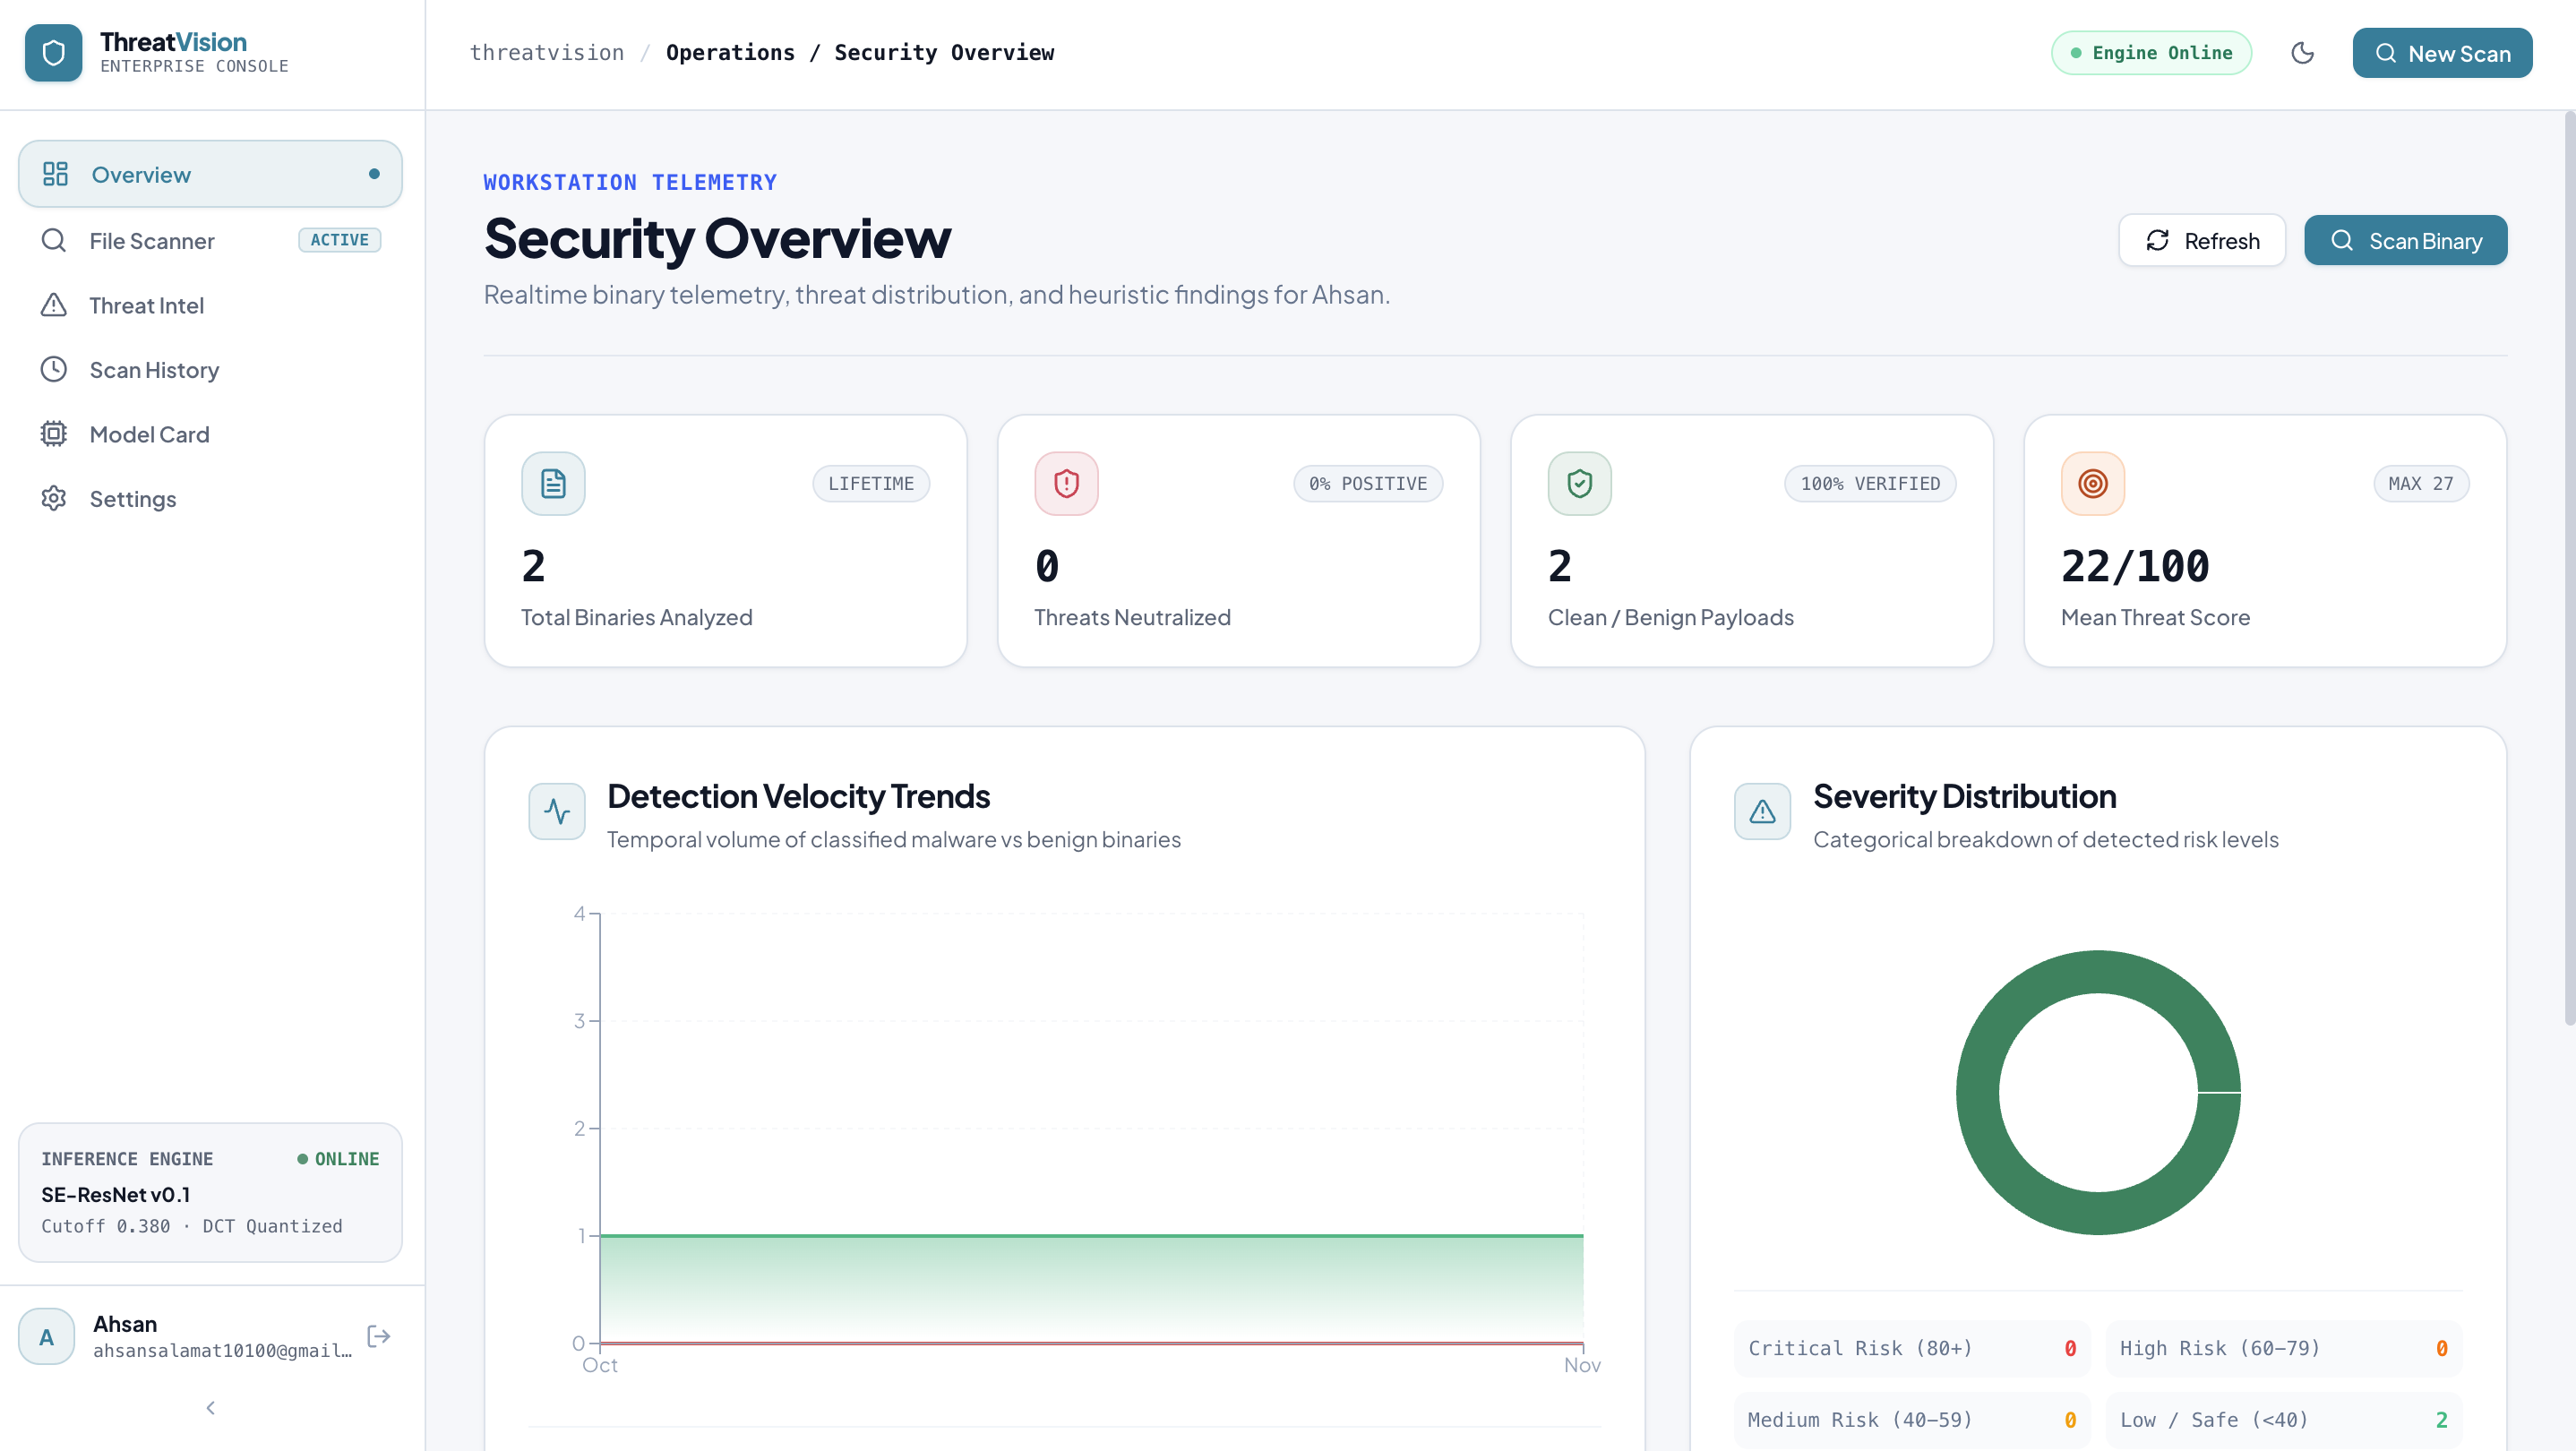 ThreatVision
ENTERPRISE CONSOLE
threatvision / Operations / Security Overview
Engine Online
New Scan
Overview
File Scanner
ACTIVE
Threat Intel
Scan History
Model Card
Settings
INFERENCE ENGINE
ONLINE
SE-ResNet v0.1
Cutoff 0.380 · DCT Quantized
A
Ahsan
ahsansalamat10100@gmail…
WORKSTATION TELEMETRY
Security Overview
Realtime binary telemetry, threat distribution, and heuristic findings for Ahsan.
Refresh
Scan Binary
LIFETIME
2
Total Binaries Analyzed
0% POSITIVE
0
Threats Neutralized
100% VERIFIED
2
Clean / Benign Payloads
MAX 27
22/100
Mean Threat Score
Detection Velocity Trends
Temporal volume of classified malware vs benign binaries
4
3
2
1
0
Oct
Nov
Severity Distribution
Categorical breakdown of detected risk levels
Critical Risk (80+) 0
High Risk (60–79) 0
Medium Risk (40–59) 0
Low / Safe (<40) 2